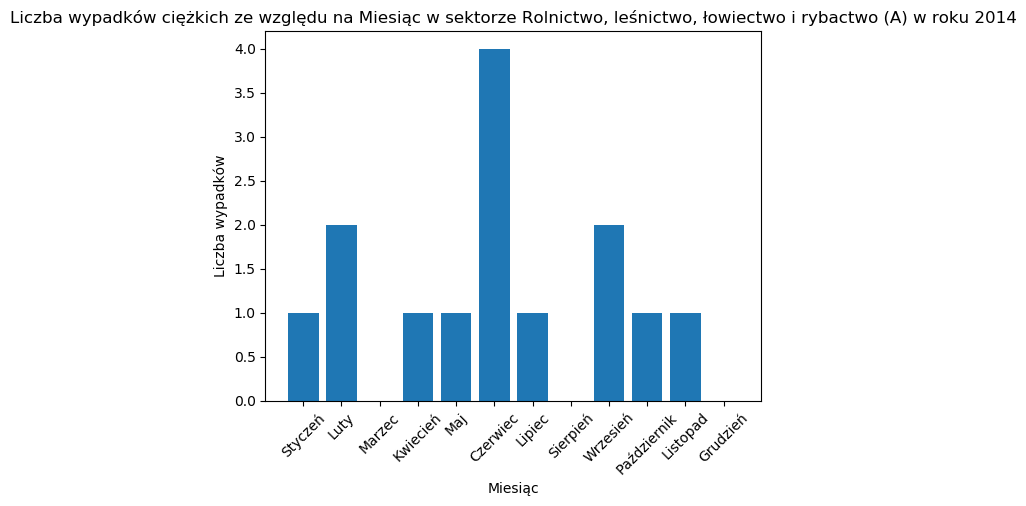 Liczba wypadków ciężkich ze względu na Miesiąc w sektorze Rolnictwo, leśnictwo, łowiectwo i rybactwo (A) w roku 2014
4.0
3.5
3.0
2.5
2.0
1.5
1.0
0.5
0.0
Liczba wypadków
Styczeń
Luty
Marzec
Kwiecień
Maj
Czerwiec
Lipiec
Sierpień
Wrzesień
Październik
Listopad
Grudzień
Miesiąc